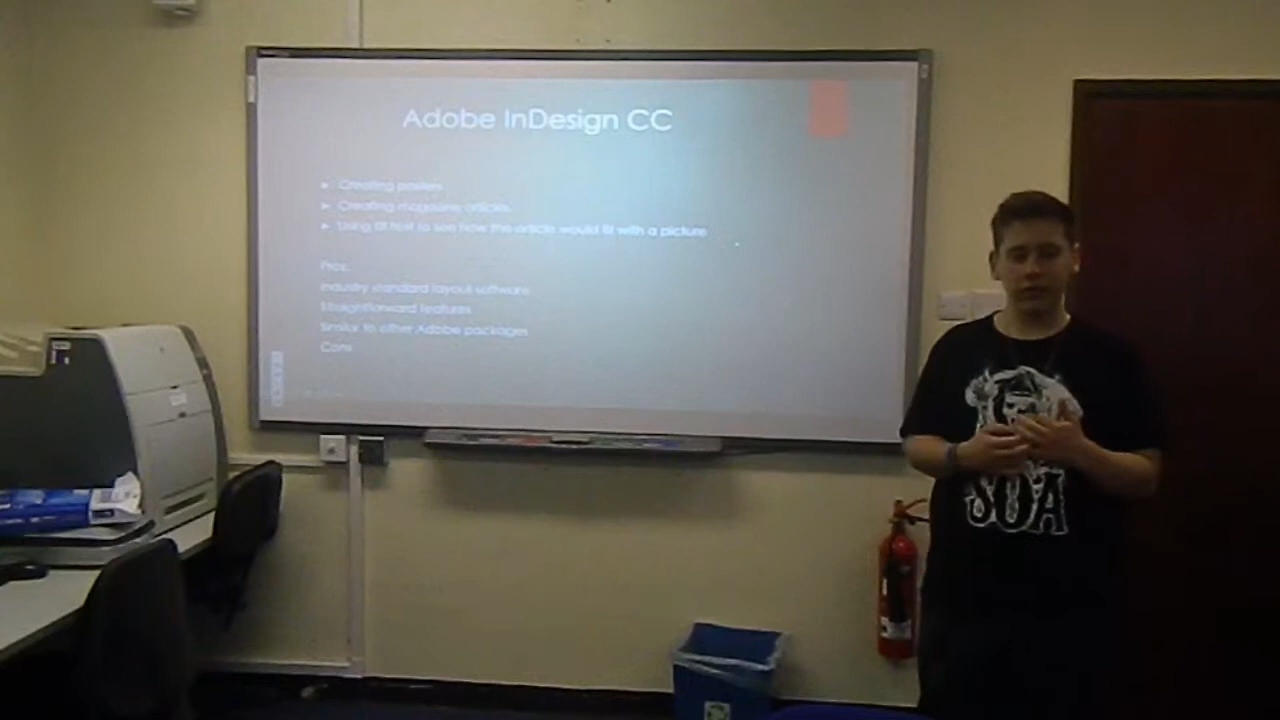 Adobe InDesign CC
Creating posters
Creating magazine articles
Using fill text to see how the article would fit with a picture
Pros:
Industry standard layout software
Straightforward features
Similar to other Adobe packages
Cons
SOA